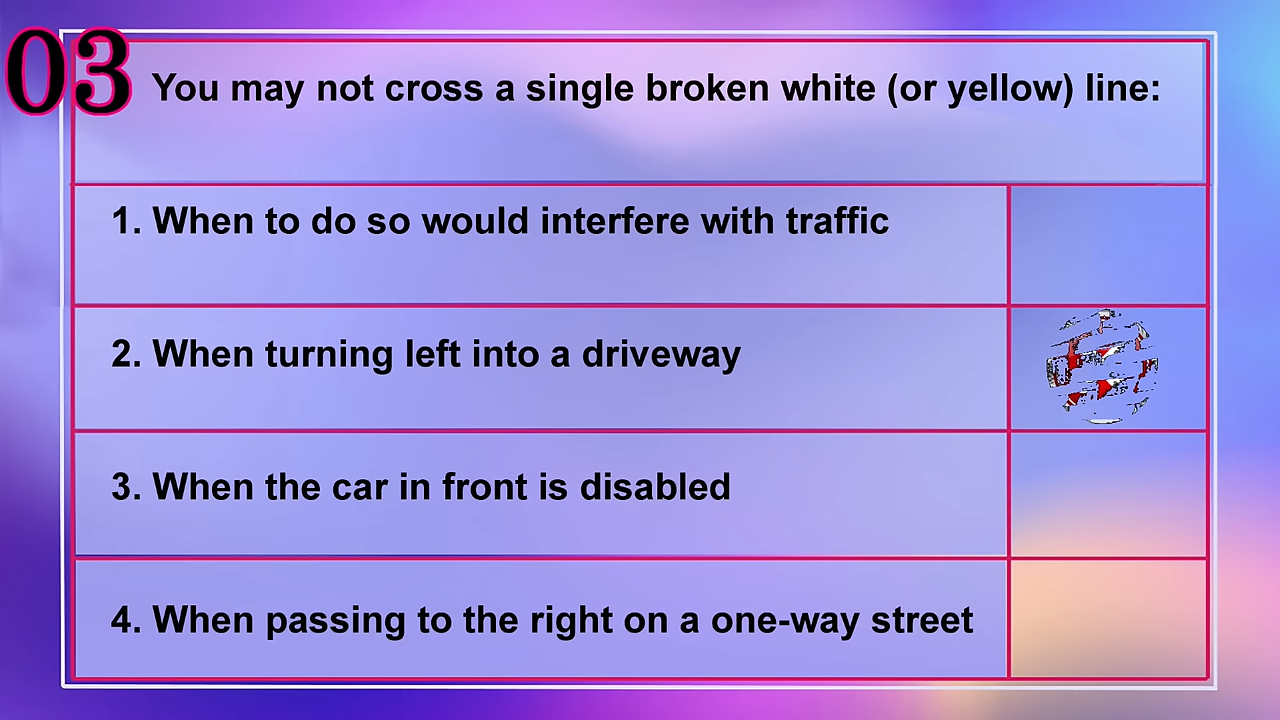 03
You may not cross a single broken white (or yellow) line:
1. When to do so would interfere with traffic
2. When turning left into a driveway
3. When the car in front is disabled
4. When passing to the right on a one-way street